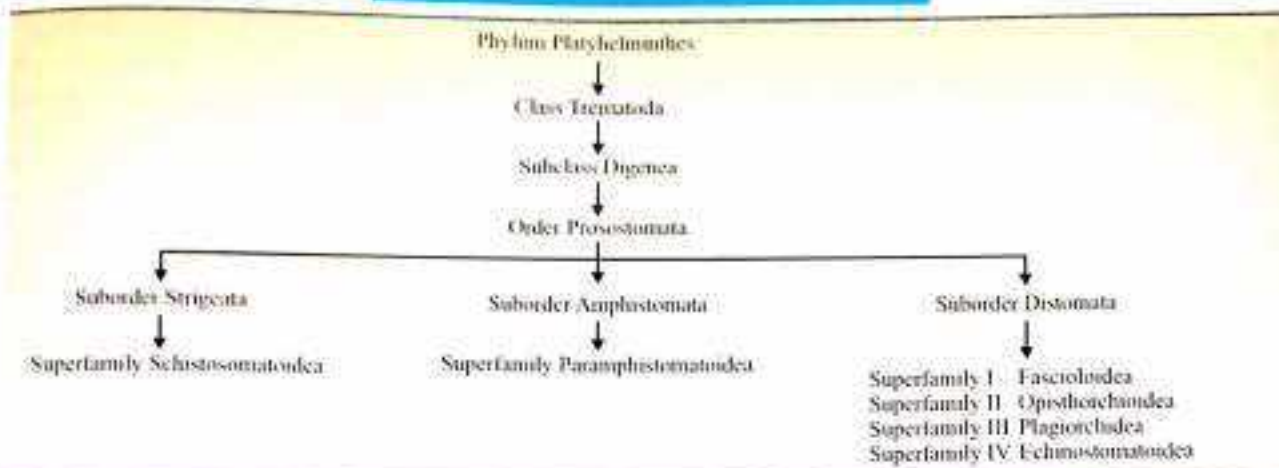 Phylum Platyhelminthes
Class Trematoda
Subclass Digenea
Order Prosostomata
Suborder Strigeata
Suborder Amphistomata
Suborder Distomata
Superfamily Schistosomatoidea
Superfamily Paramphistomatoidea
Superfamily I Fascioloidea
Superfamily II Opisthorchioidea
Superfamily III Plagiorchidea
Superfamily IV Echinostomatoidea